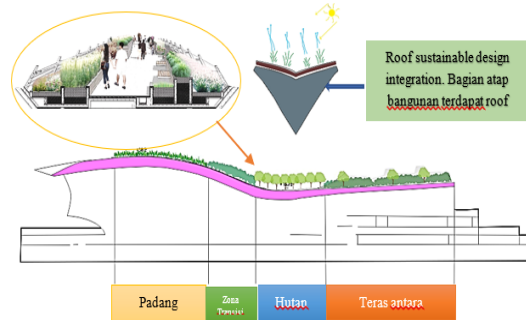 Roof sustainable design
integration. Bagian atap
bangunan terdapat roof
Padang
Zona
Transisi
Hutan
Teras antara